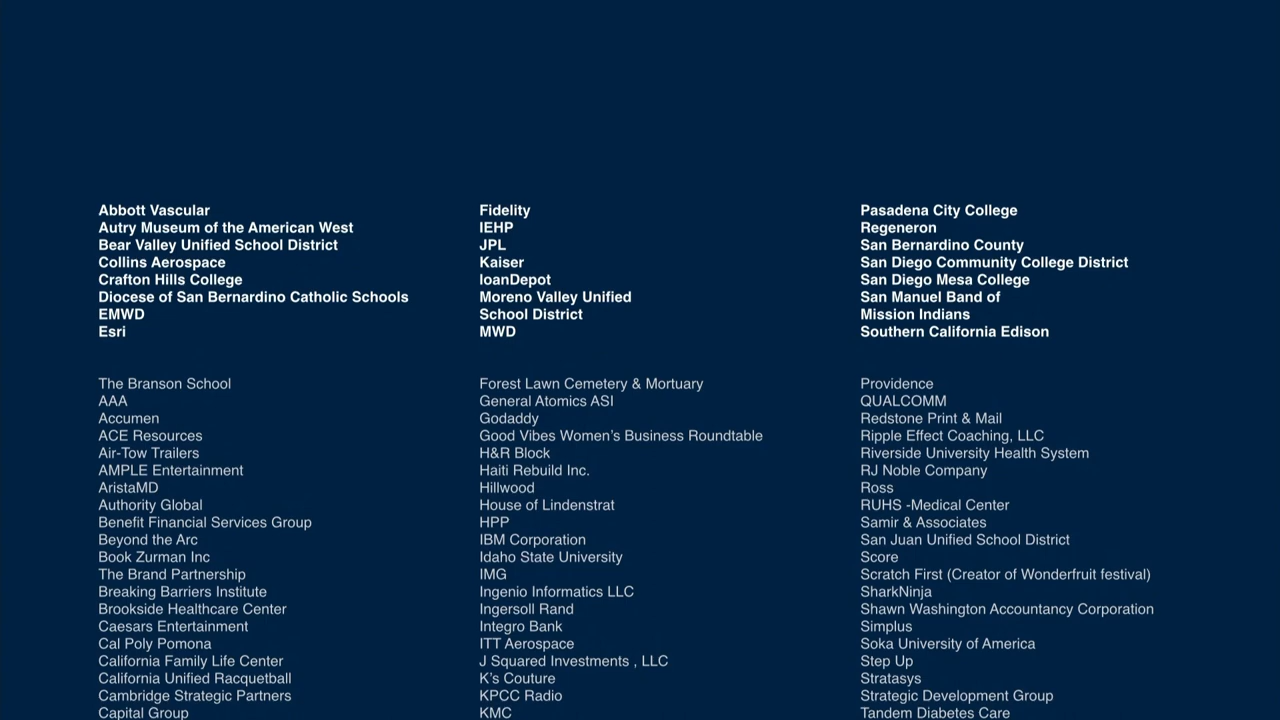 Abbott Vascular
Autry Museum of the American West
Bear Valley Unified School District
Collins Aerospace
Crafton Hills College
Diocese of San Bernardino Catholic Schools
EMWD
Esri
Fidelity
IEHP
JPL
Kaiser
loanDepot
Moreno Valley Unified
School District
MWD
Pasadena City College
Regeneron
San Bernardino County
San Diego Community College District
San Diego Mesa College
San Manuel Band of
Mission Indians
Southern California Edison
The Branson School
AAA
Accumen
ACE Resources
Air-Tow Trailers
AMPLE Entertainment
AristaMD
Authority Global
Benefit Financial Services Group
Beyond the Arc
Book Zurman Inc
The Brand Partnership
Breaking Barriers Institute
Brookside Healthcare Center
Caesars Entertainment
Cal Poly Pomona
California Family Life Center
California Unified Racquetball
Cambridge Strategic Partners
Capital Group
Forest Lawn Cemetery & Mortuary
General Atomics ASI
Godaddy
Good Vibes Women's Business Roundtable
H&R Block
Haiti Rebuild Inc.
Hillwood
House of Lindenstrat
HPP
IBM Corporation
Idaho State University
IMG
Ingenio Informatics LLC
Ingersoll Rand
Integro Bank
ITT Aerospace
J Squared Investments , LLC
K's Couture
KPCC Radio
KMC
Providence
QUALCOMM
Redstone Print & Mail
Ripple Effect Coaching, LLC
Riverside University Health System
RJ Noble Company
Ross
RUHS -Medical Center
Samir & Associates
San Juan Unified School District
Score
Scratch First (Creator of Wonderfruit festival)
SharkNinja
Shawn Washington Accountancy Corporation
Simplus
Soka University of America
Step Up
Stratasys
Strategic Development Group
Tandem Diabetes Care